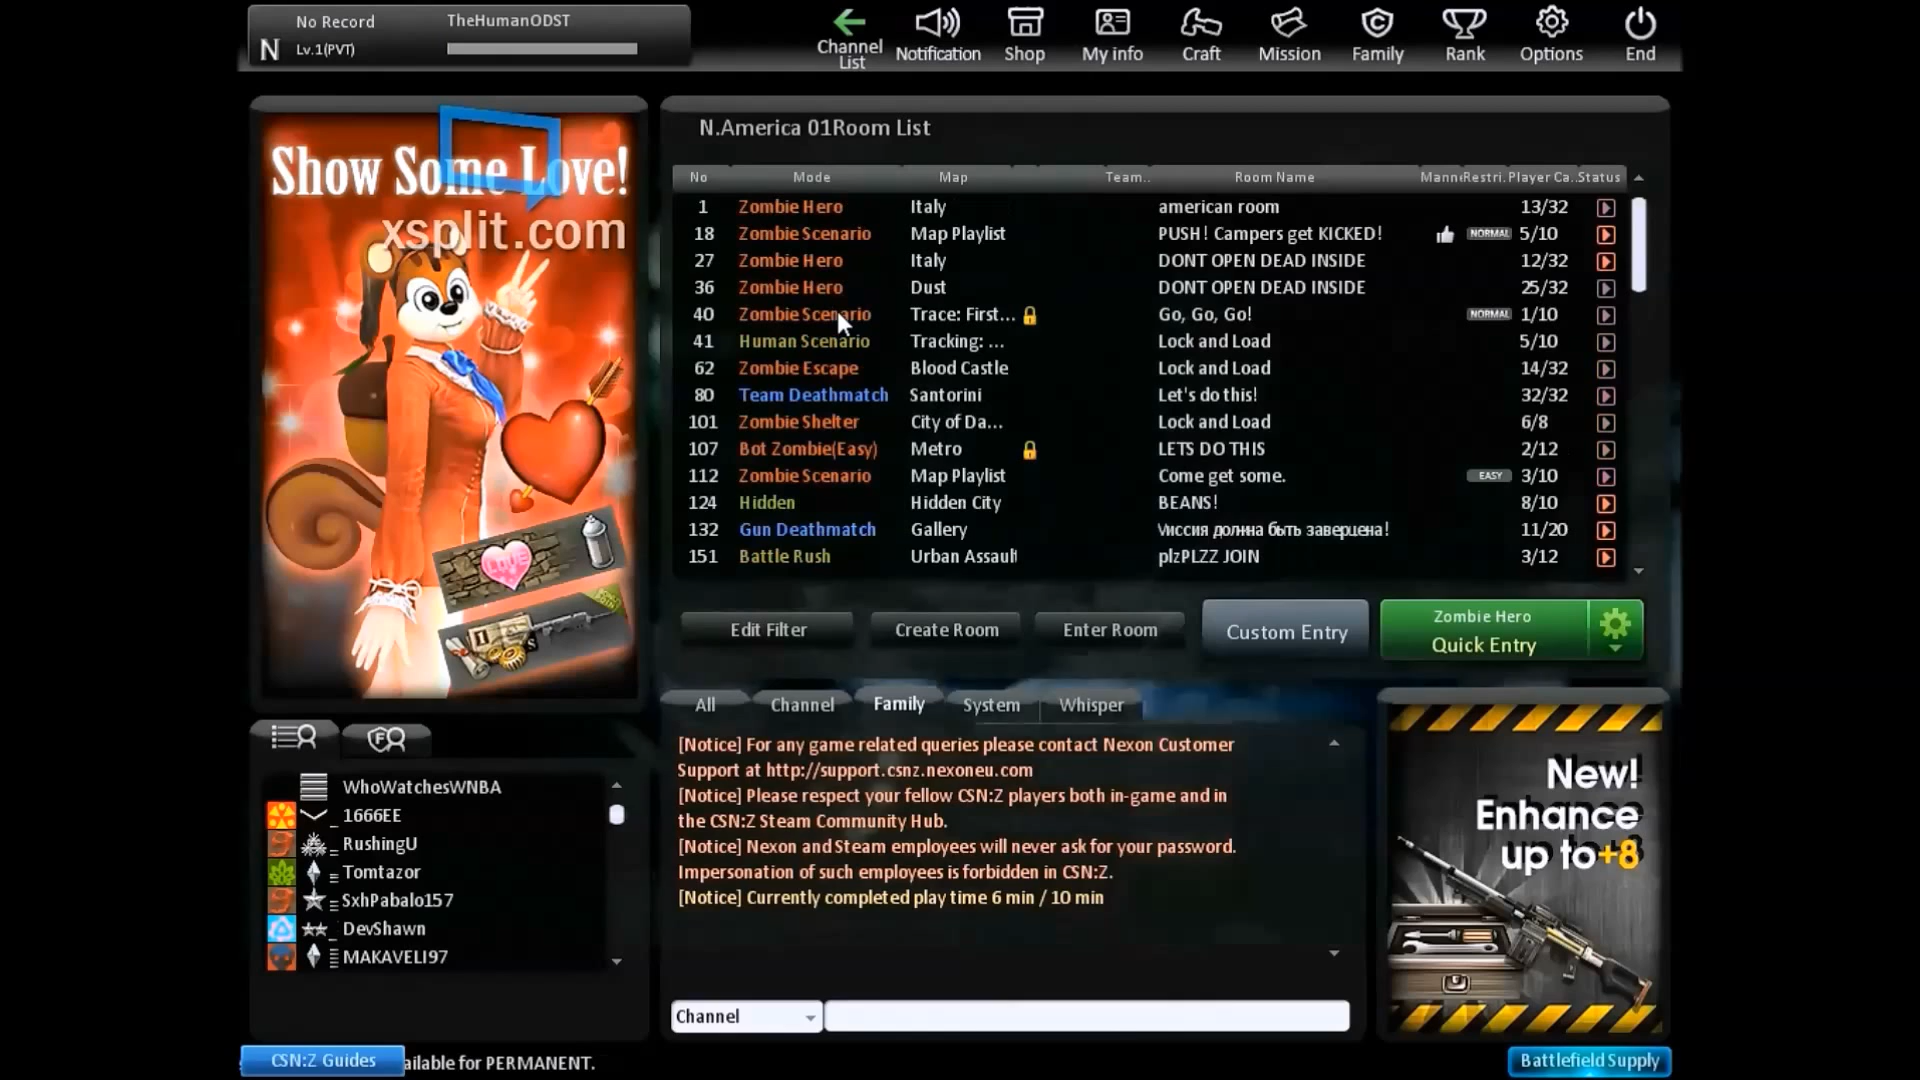 No Record
TheHumanODST
N Lv.1(PVT)
Channel List
Notification
Shop
My info
Craft
Mission
Family
Rank
Options
End
Show Some Love!
xsplit.com
N.America 01Room List
No Mode Map Team.. Room Name Mann Restri. Player Ca.. Status
1 Zombie Hero Italy american room 13/32
18 Zombie Scenario Map Playlist PUSH! Campers get KICKED! NORMAL 5/10
27 Zombie Hero Italy DONT OPEN DEAD INSIDE 12/32
36 Zombie Hero Dust DONT OPEN DEAD INSIDE 25/32
40 Zombie Scenario Trace: First... Go, Go, Go! NORMAL 1/10
41 Human Scenario Tracking: ... Lock and Load 5/10
62 Zombie Escape Blood Castle Lock and Load 14/32
80 Team Deathmatch Santorini Let's do this! 32/32
101 Zombie Shelter City of Da... Lock and Load 6/8
107 Bot Zombie(Easy) Metro LETS DO THIS 2/12
112 Zombie Scenario Map Playlist Come get some. EASY 3/10
124 Hidden Hidden City BEANS! 8/10
132 Gun Deathmatch Gallery должна быть завершена! 11/20
151 Battle Rush Urban Assault plzPLZZ JOIN 3/12
Edit Filter
Create Room
Enter Room
Custom Entry
Zombie Hero
Quick Entry
LOVE
All
Channel
Family
System
Whisper
[Notice] For any game related queries please contact Nexon Customer
Support at http://support.csnz.nexoneu.com
[Notice] Please respect your fellow CSN:Z players both in-game and in
the CSN:Z Steam Community Hub.
[Notice] Nexon and Steam employees will never ask for your password.
Impersonation of such employees is forbidden in CSN:Z.
[Notice] Currently completed play time 6 min / 10 min
Channel
WhoWatchesWNBA
1666EE
RushingU
Tomtazor
SxhPabalo157
DevShawn
MAKAVELI97
New!
Enhance
up to+8
CSN:Z Guides
ailable for PERMANENT.
Battlefield Supply